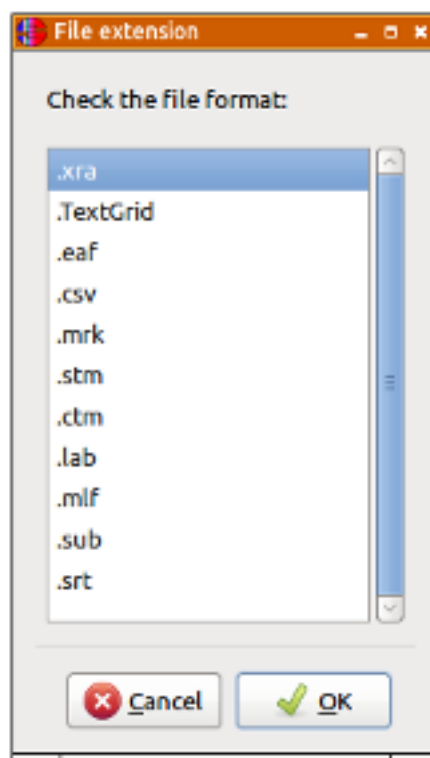 File extension
Check the file format:
.xra
.TextGrid
.eaf
.csv
.mrk
.stm
.ctm
.lab
.mlf
.sub
.srt
Cancel
OK